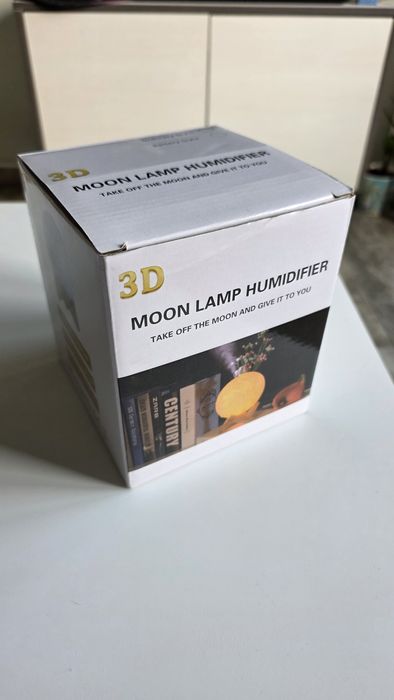 3D
MOON LAMP HUMIDIFIER
TAKE OFF THE MOON AND GIVE IT TO YOU
3D
MOON LAMP HUMIDIFIER
TAKE OFF THE MOON AND GIVE IT TO YOU
CENTURY